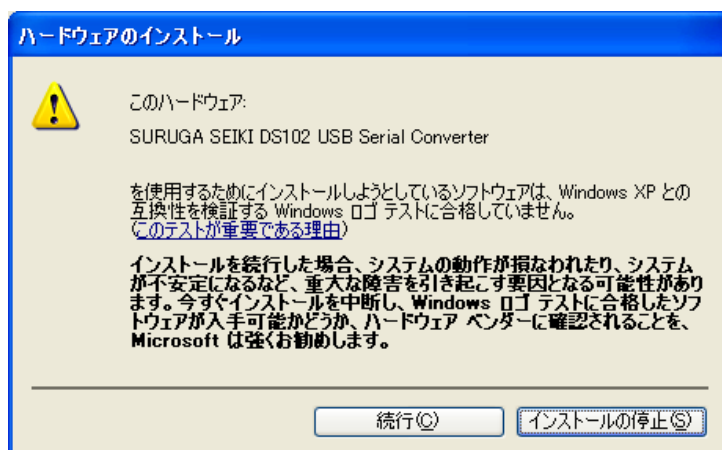 ハードウェアのインストール
このハードウェア:
SURUGA SEIKI DS102 USB Serial Converter
を使用するためにインストールしようとしているソフトウェアは、Windows XP との
互換性を検証する Windows ロゴ テストに合格していません。
(このテストが重要である理由)
インストールを続行した場合、システムの動作が損なわれたり、システム
が不安定になるなど、重大な障害を引き起こす要因となる可能性があり
ます。今すぐインストールを中断し、Windows ロゴ テストに合格したソフ
トウェアが入手可能かどうか、ハードウェア ベンダーに確認されることを、
Microsoft は強くお勧めします。
続行(C) インストールの停止(S)